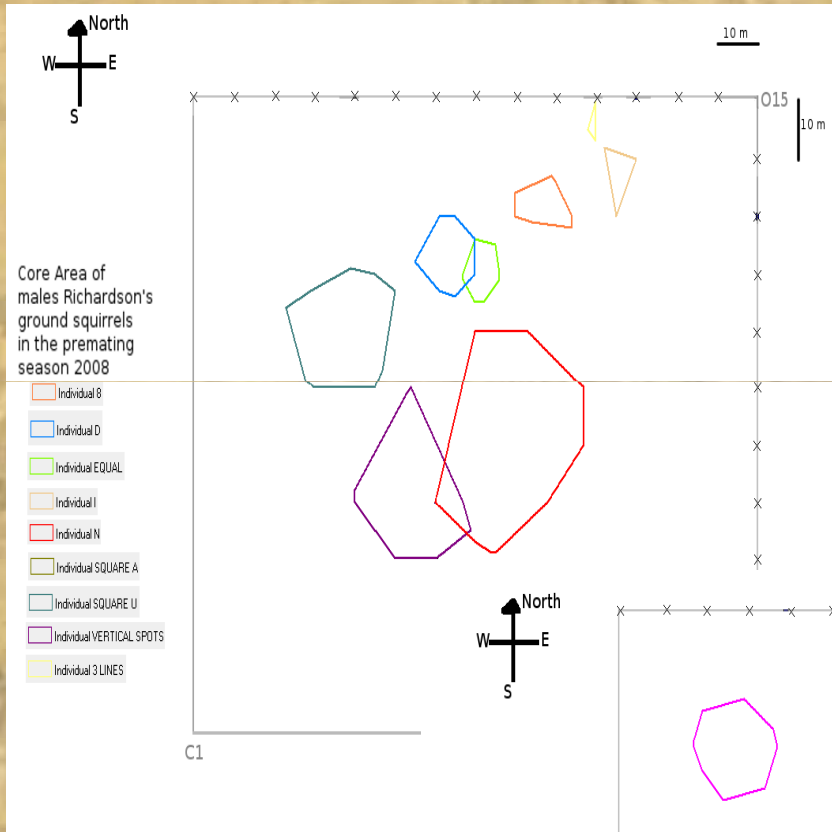 North
W E
S
10 m
O15
10 m
Core Area of
males Richardson's
ground squirrels
in the premating
season 2008
Individual 8
Individual D
Individual EQUAL
Individual I
Individual N
Individual SQUARE A
Individual SQUARE U
Individual VERTICAL SPOTS
Individual 3 LINES
North
W E
S
C1